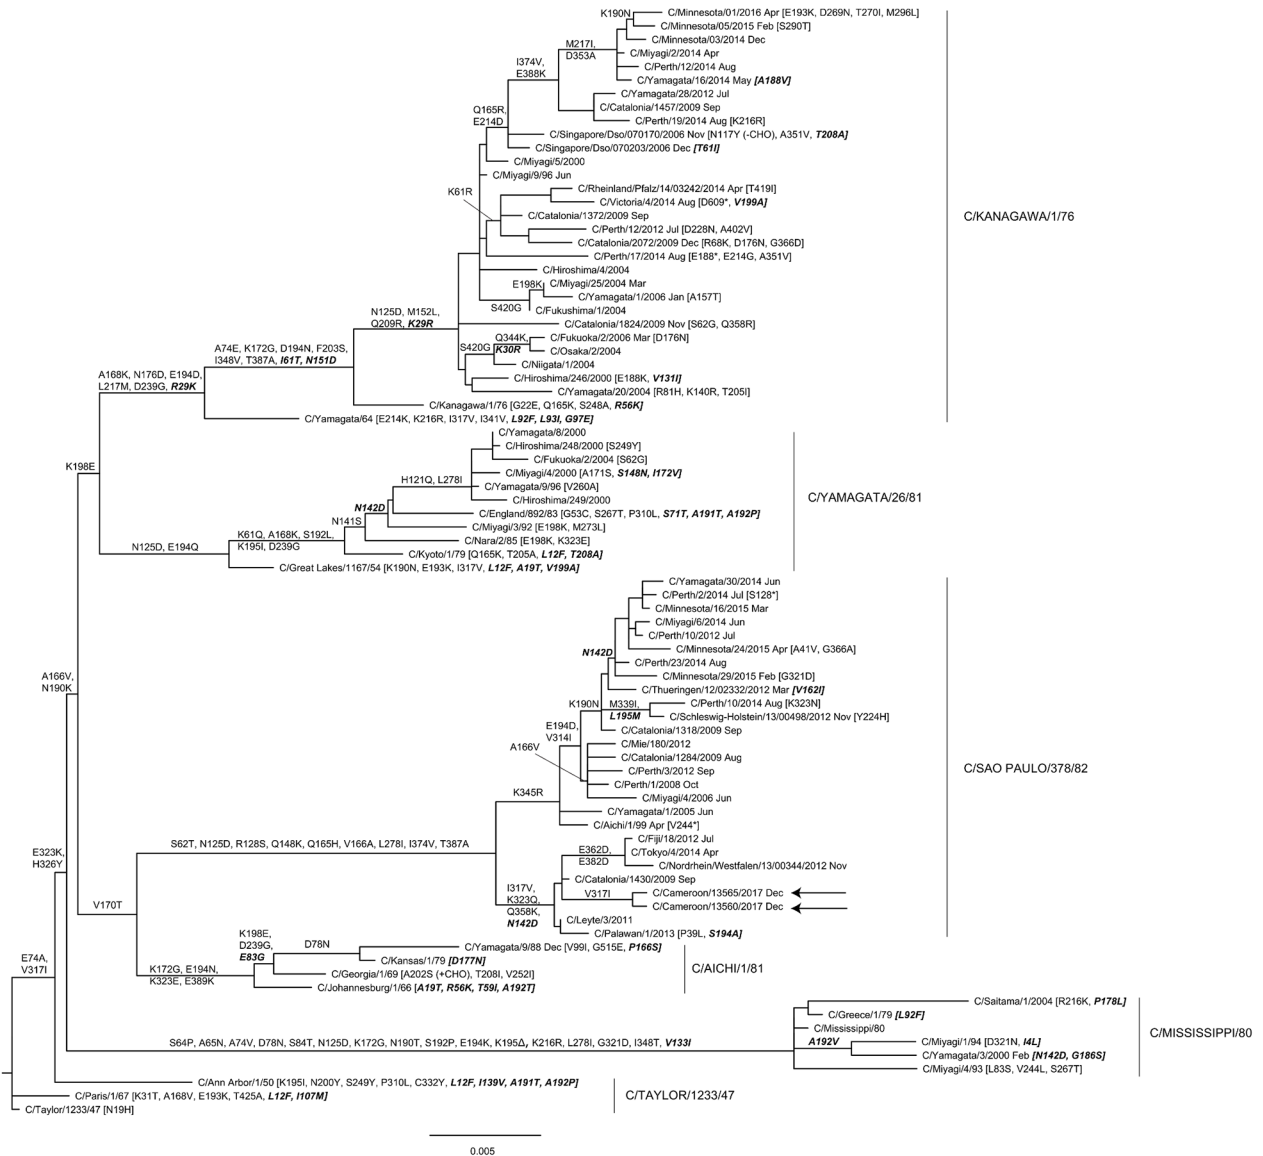 K190N
C/Minnesota/01/2016 Apr [E193K, D269N, T270I, M296L]
C/Minnesota/05/2015 Feb [S290T]
C/Minnesota/03/2014 Dec
M217I,
D353A
C/Miyagi/2/2014 Apr
C/Perth/12/2014 Aug
C/Yamagata/16/2014 May [A188V]
I374V,
E388K
C/Yamagata/28/2012 Jul
C/Catalonia/1457/2009 Sep
C/Perth/19/2014 Aug [K216R]
Q165R,
E214D
C/Singapore/Dso/070170/2006 Nov [N117Y (-CHO), A351V, T208A]
C/Singapore/Dso/070203/2006 Dec [T61I]
C/Miyagi/5/2000
C/Miyagi/9/96 Jun
K61R
C/Rheinland/Pfalz/14/03242/2014 Apr [T419I]
C/Victoria/4/2014 Aug [D609*, V199A]
C/Catalonia/1372/2009 Sep
C/KANAGAWA/1/76
C/Perth/12/2012 Jul [D228N, A402V]
C/Catalonia/2072/2009 Dec [R68K, D176N, G366D]
C/Perth/17/2014 Aug [E188*, E214G, A351V]
C/Hiroshima/4/2004
E198K
C/Miyagi/25/2004 Mar
C/Yamagata/1/2006 Jan [A157T]
S420G
C/Fukushima/1/2004
N125D, M152L,
Q209R, K29R
C/Catalonia/1824/2009 Nov [S62G, Q358R]
Q344K,
K30R
C/Fukuoka/2/2006 Mar [D176N]
S420G
C/Osaka/2/2004
C/Niigata/1/2004
A74E, K172G, D194N, F203S,
I348V, T387A, I61T, N151D
C/Hiroshima/246/2000 [E188K, V131I]
C/Yamagata/20/2004 [R81H, K140R, T205I]
A168K, N176D, E194D,
L217M, D239G, R29K
C/Kanagawa/1/76 [G22E, Q165K, S248A, R56K]
C/Yamagata/64 [E214K, K216R, I317V, I341V, L92F, L93I, G97E]
K198E
C/Yamagata/8/2000
C/Hiroshima/248/2000 [S249Y]
C/Fukuoka/2/2004 [S62G]
C/Miyagi/4/2000 [A171S, S148N, I172V]
H121Q, L278I
C/Yamagata/9/96 [V260A]
C/YAMAGATA/26/81
C/Hiroshima/249/2000
N142D
C/England/892/83 [G53C, S267T, P310L, S71T, A191T, A192P]
N141S
C/Miyagi/3/92 [E198K, M273L]
K61Q, A168K, S192L,
K195I, D239G
C/Nara/2/85 [E198K, K323E]
N125D, E194Q
C/Kyoto/1/79 [Q165K, T205A, L12F, T208A]
C/Great Lakes/1167/54 [K190N, E193K, I317V, L12F, A19T, V199A]
A166V,
N190K
C/Yamagata/30/2014 Jun
C/Perth/2/2014 Jul [S128*]
C/Minnesota/16/2015 Mar
C/Miyagi/6/2014 Jun
C/Perth/10/2012 Jul
C/Minnesota/24/2015 Apr [A41V, G366A]
N142D
C/Perth/23/2014 Aug
C/Minnesota/29/2015 Feb [G321D]
C/Thueringen/12/02332/2012 Mar [V162I]
K190N
M339I,
L195M
C/Perth/10/2014 Aug [K323N]
C/Schleswig-Holstein/13/00498/2012 Nov [Y224H]
E194D,
V314I
C/Catalonia/1318/2009 Sep
A166V
C/Mie/180/2012
C/Catalonia/1284/2009 Aug
C/Perth/3/2012 Sep
C/SAO PAULO/378/82
C/Perth/1/2008 Oct
C/Miyagi/4/2006 Jun
K345R
C/Yamagata/1/2005 Jun
C/Aichi/1/99 Apr [V244*]
S62T, N125D, R128S, Q148K, Q165H, V166A, L278I, I374V, T387A
C/Fiji/18/2012 Jul
E362D,
E382D
C/Tokyo/4/2014 Apr
C/Nordrhein/Westfalen/13/00344/2012 Nov
C/Catalonia/1430/2009 Sep
I317V,
K323Q,
Q358K,
N142D
V317I
C/Cameroon/13565/2017 Dec
C/Cameroon/13560/2017 Dec
C/Leyte/3/2011
C/Palawan/1/2013 [P39L, S194A]
E323K,
H326Y
V170T
K198E,
D239G,
E83G
D78N
C/Yamagata/9/88 Dec [V99I, G515E, P166S]
C/Kansas/1/79 [D177N]
C/AICHI/1/81
K172G, E194N,
K323E, E389K
C/Georgia/1/69 [A202S (+CHO), T208I, V252I]
C/Johannesburg/1/66 [A19T, R56K, T59I, A192T]
E74A,
V317I
C/Saitama/1/2004 [R216K, P178L]
C/Greece/1/79 [L92F]
C/Mississippi/80
C/MISSISSIPPI/80
S64P, A65N, A74V, D78N, S84T, N125D, K172G, N190T, S192P, E194K, K195Δ, K216R, L278I, G321D, I348T, V133I
A192V
C/Miyagi/1/94 [D321N, I4L]
C/Yamagata/3/2000 Feb [N142D, G186S]
C/Miyagi/4/93 [L83S, V244L, S267T]
C/Ann Arbor/1/50 [K195I, N200Y, S249Y, P310L, C332Y, L12F, I139V, A191T, A192P]
C/Paris/1/67 [K31T, A168V, E193K, T425A, L12F, I107M]
C/TAYLOR/1233/47
C/Taylor/1233/47 [N19H]
0.005